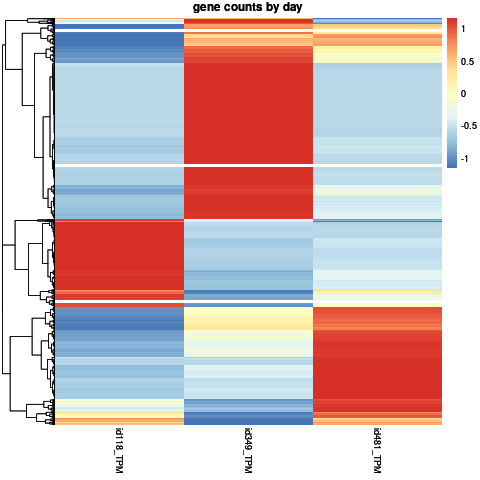 gene counts by day
1
0.5
0
-0.5
-1
id118_TPM
id349_TPM
id481_TPM